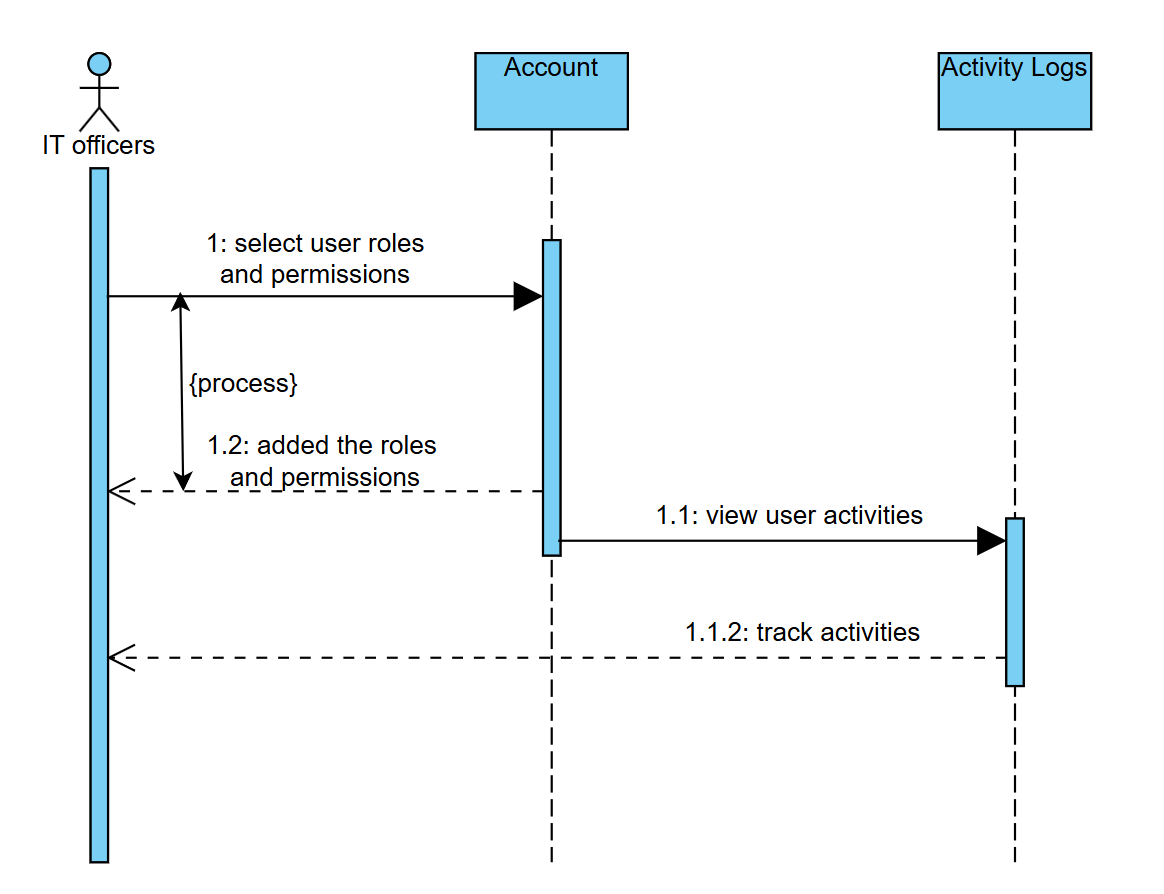 Account
Activity Logs
IT officers
1: select user roles
and permissions
{process}
1.2: added the roles
and permissions
1.1: view user activities
1.1.2: track activities